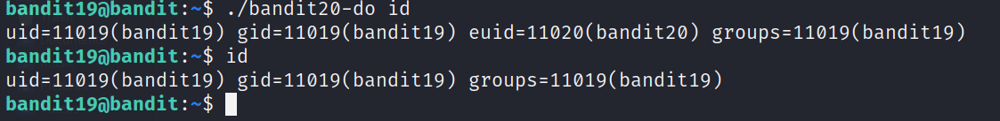 bandit19@bandit:~$ ./bandit20-do id
uid=11019(bandit19) gid=11019(bandit19) euid=11020(bandit20) groups=11019(bandit19)
bandit19@bandit:~$ id
uid=11019(bandit19) gid=11019(bandit19) groups=11019(bandit19)
bandit19@bandit:~$